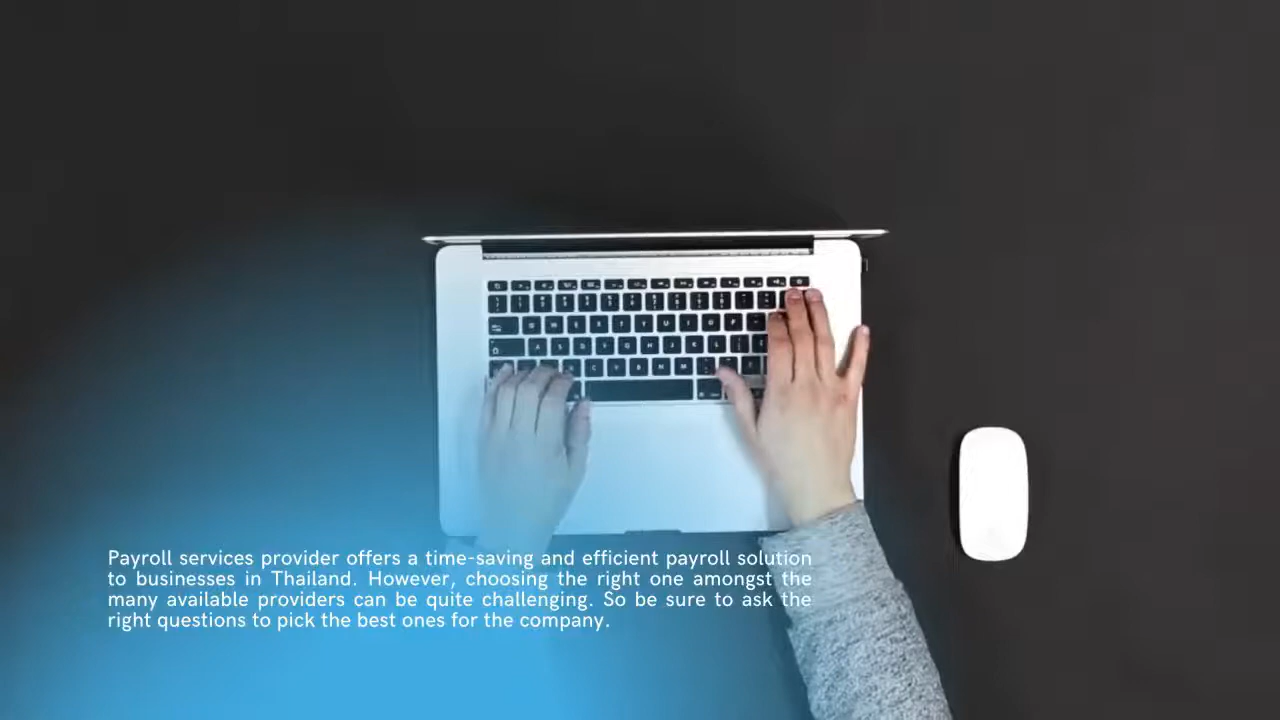 Payroll services provider offers a time-saving and efficient payroll solution
to businesses in Thailand. However, choosing the right one amongst the
many available providers can be quite challenging. So be sure to ask the
right questions to pick the best ones for the company.